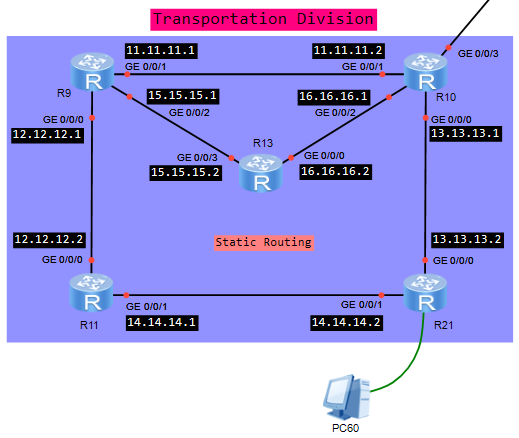 Transportation Division
11.11.11.1
11.11.11.2
GE 0/0/3
GE 0/0/1
GE 0/0/1
R
R
R9
15.15.15.1
16.16.16.1
R10
GE 0/0/2
GE 0/0/2
GE 0/0/0
GE 0/0/0
12.12.12.1
R13
13.13.13.1
GE 0/0/3
GE 0/0/0
15.15.15.2
R
16.16.16.2
12.12.12.2
Static Routing
13.13.13.2
GE 0/0/0
GE 0/0/0
R
R
GE 0/0/1
GE 0/0/1
R11
14.14.14.1
14.14.14.2
R21
PC60